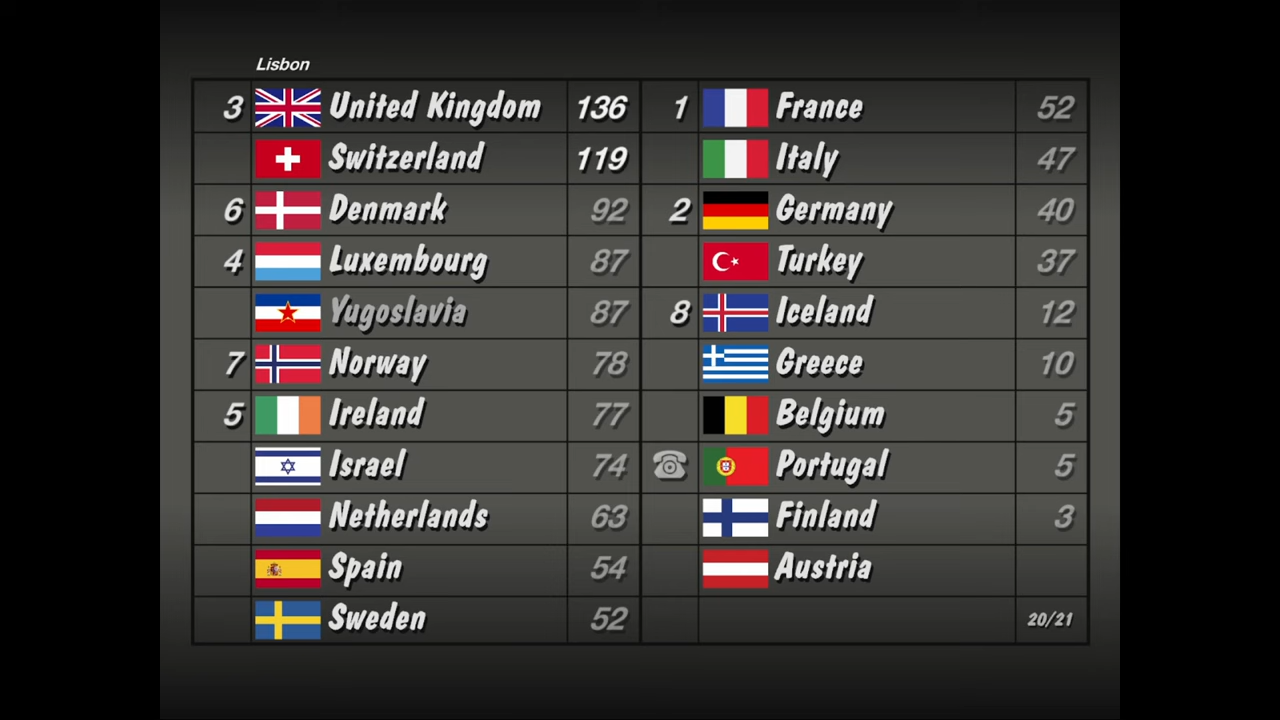 Lisbon
3 United Kingdom 136
Switzerland 119
6 Denmark 92
4 Luxembourg 87
Yugoslavia 87
7 Norway 78
5 Ireland 77
Israel 74
Netherlands 63
Spain 54
Sweden 52
1 France 52
Italy 47
2 Germany 40
Turkey 37
8 Iceland 12
Greece 10
Belgium 5
Portugal 5
Finland 3
Austria
20/21